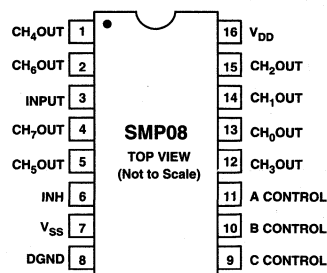 CH4OUT 1 16 VDD
CH6OUT 2 15 CH2OUT
INPUT 3 14 CH1OUT
CH7OUT 4 13 CH0OUT
SMP08
TOP VIEW
(Not to Scale)
CH5OUT 5 12 CH3OUT
INH 6 11 A CONTROL
VSS 7 10 B CONTROL
DGND 8 9 C CONTROL